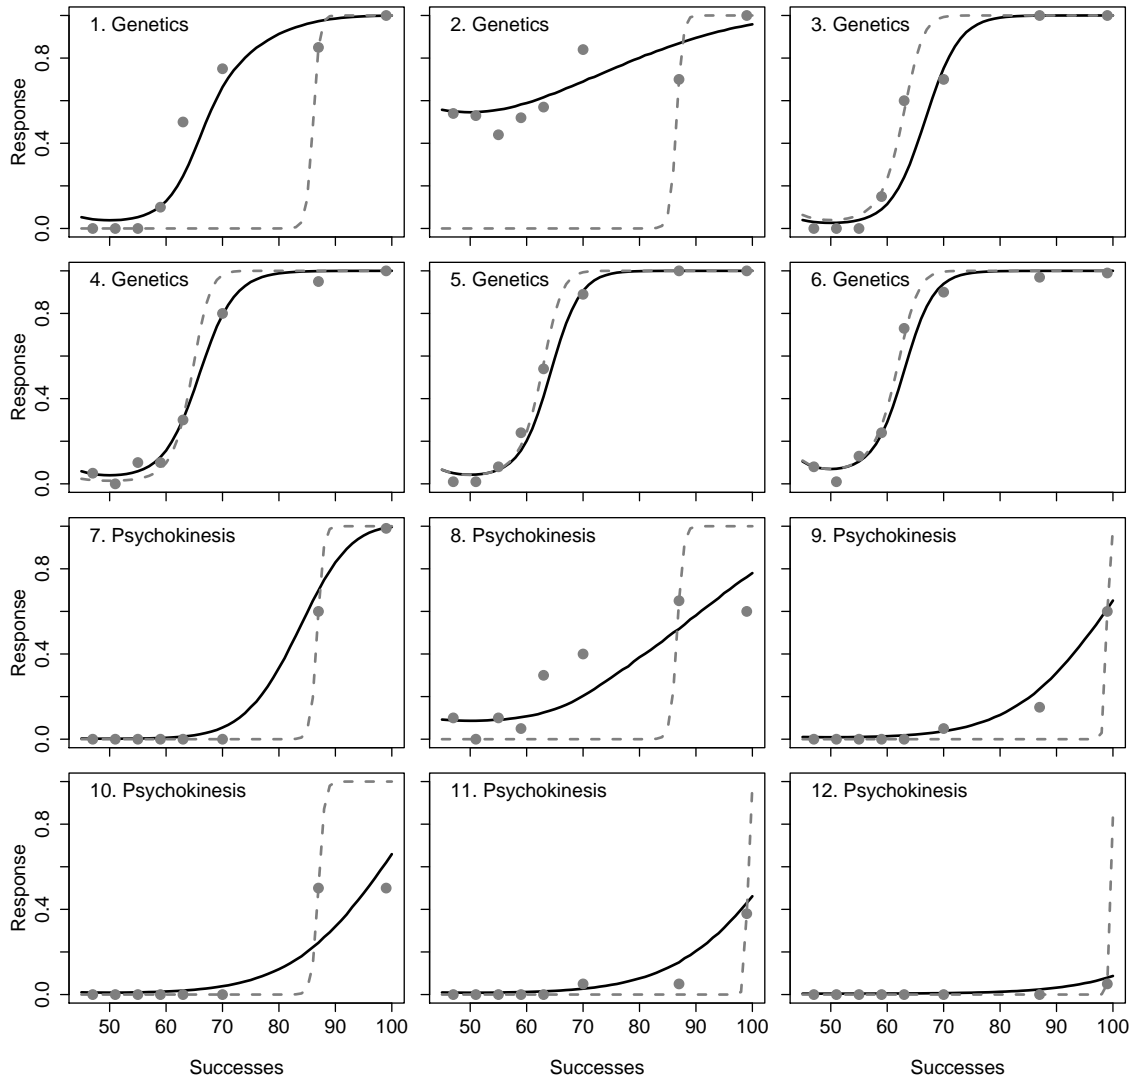 1. Genetics
2. Genetics
3. Genetics
Response
0.0 0.4 0.8
4. Genetics
5. Genetics
6. Genetics
Response
0.0 0.4 0.8
7. Psychokinesis
8. Psychokinesis
9. Psychokinesis
Response
0.0 0.4 0.8
10. Psychokinesis
11. Psychokinesis
12. Psychokinesis
Response
0.0 0.4 0.8
50 60 70 80 90 100
50 60 70 80 90 100
50 60 70 80 90 100
Successes
Successes
Successes